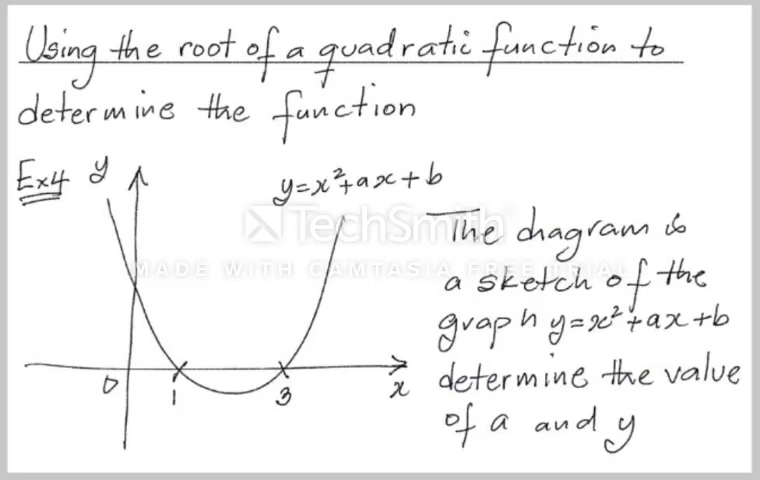 Using the root of a quadratic function to
determine the function
Ex4 y
y=x²+ax+b
TechSmith
MADE WITH CAMTASIA FREE TRIAL
The diagram is
a sketch of the
graph y=x²+ax+b
determine the value
of a and y
0 1 3 x